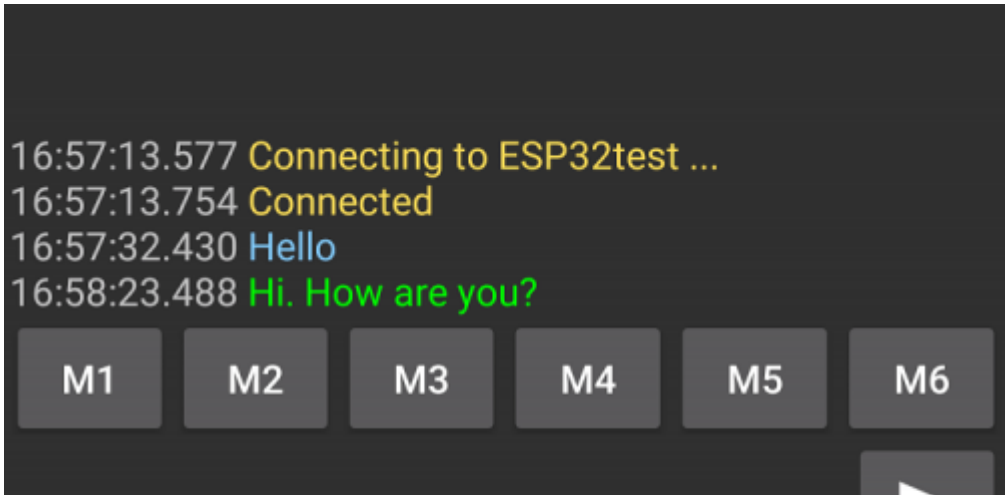 16:57:13.577 Connecting to ESP32test ...
16:57:13.754 Connected
16:57:32.430 Hello
16:58:23.488 Hi. How are you?
M1 M2 M3 M4 M5 M6